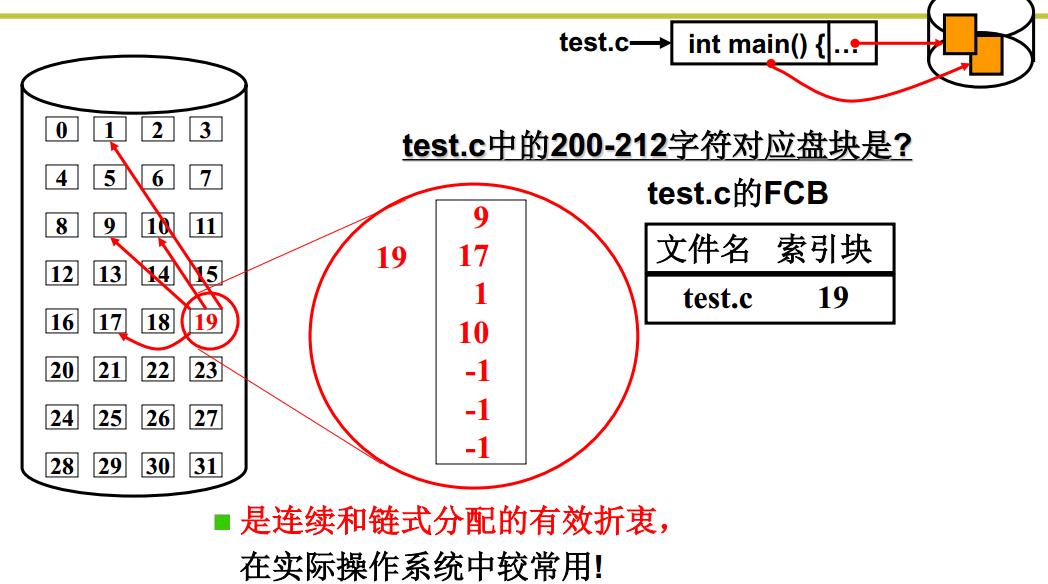 test.c int main() { ...
test.c中的200-212字符对应盘块是?
test.c的FCB
文件名 索引块
test.c 19
0 1 2 3
4 5 6 7
8 9 10 11
12 13 14 15
16 17 18 19
20 21 22 23
24 25 26 27
28 29 30 31
19
9
17
1
10
-1
-1
-1
是连续和链式分配的有效折衷，
在实际操作系统中较常用!